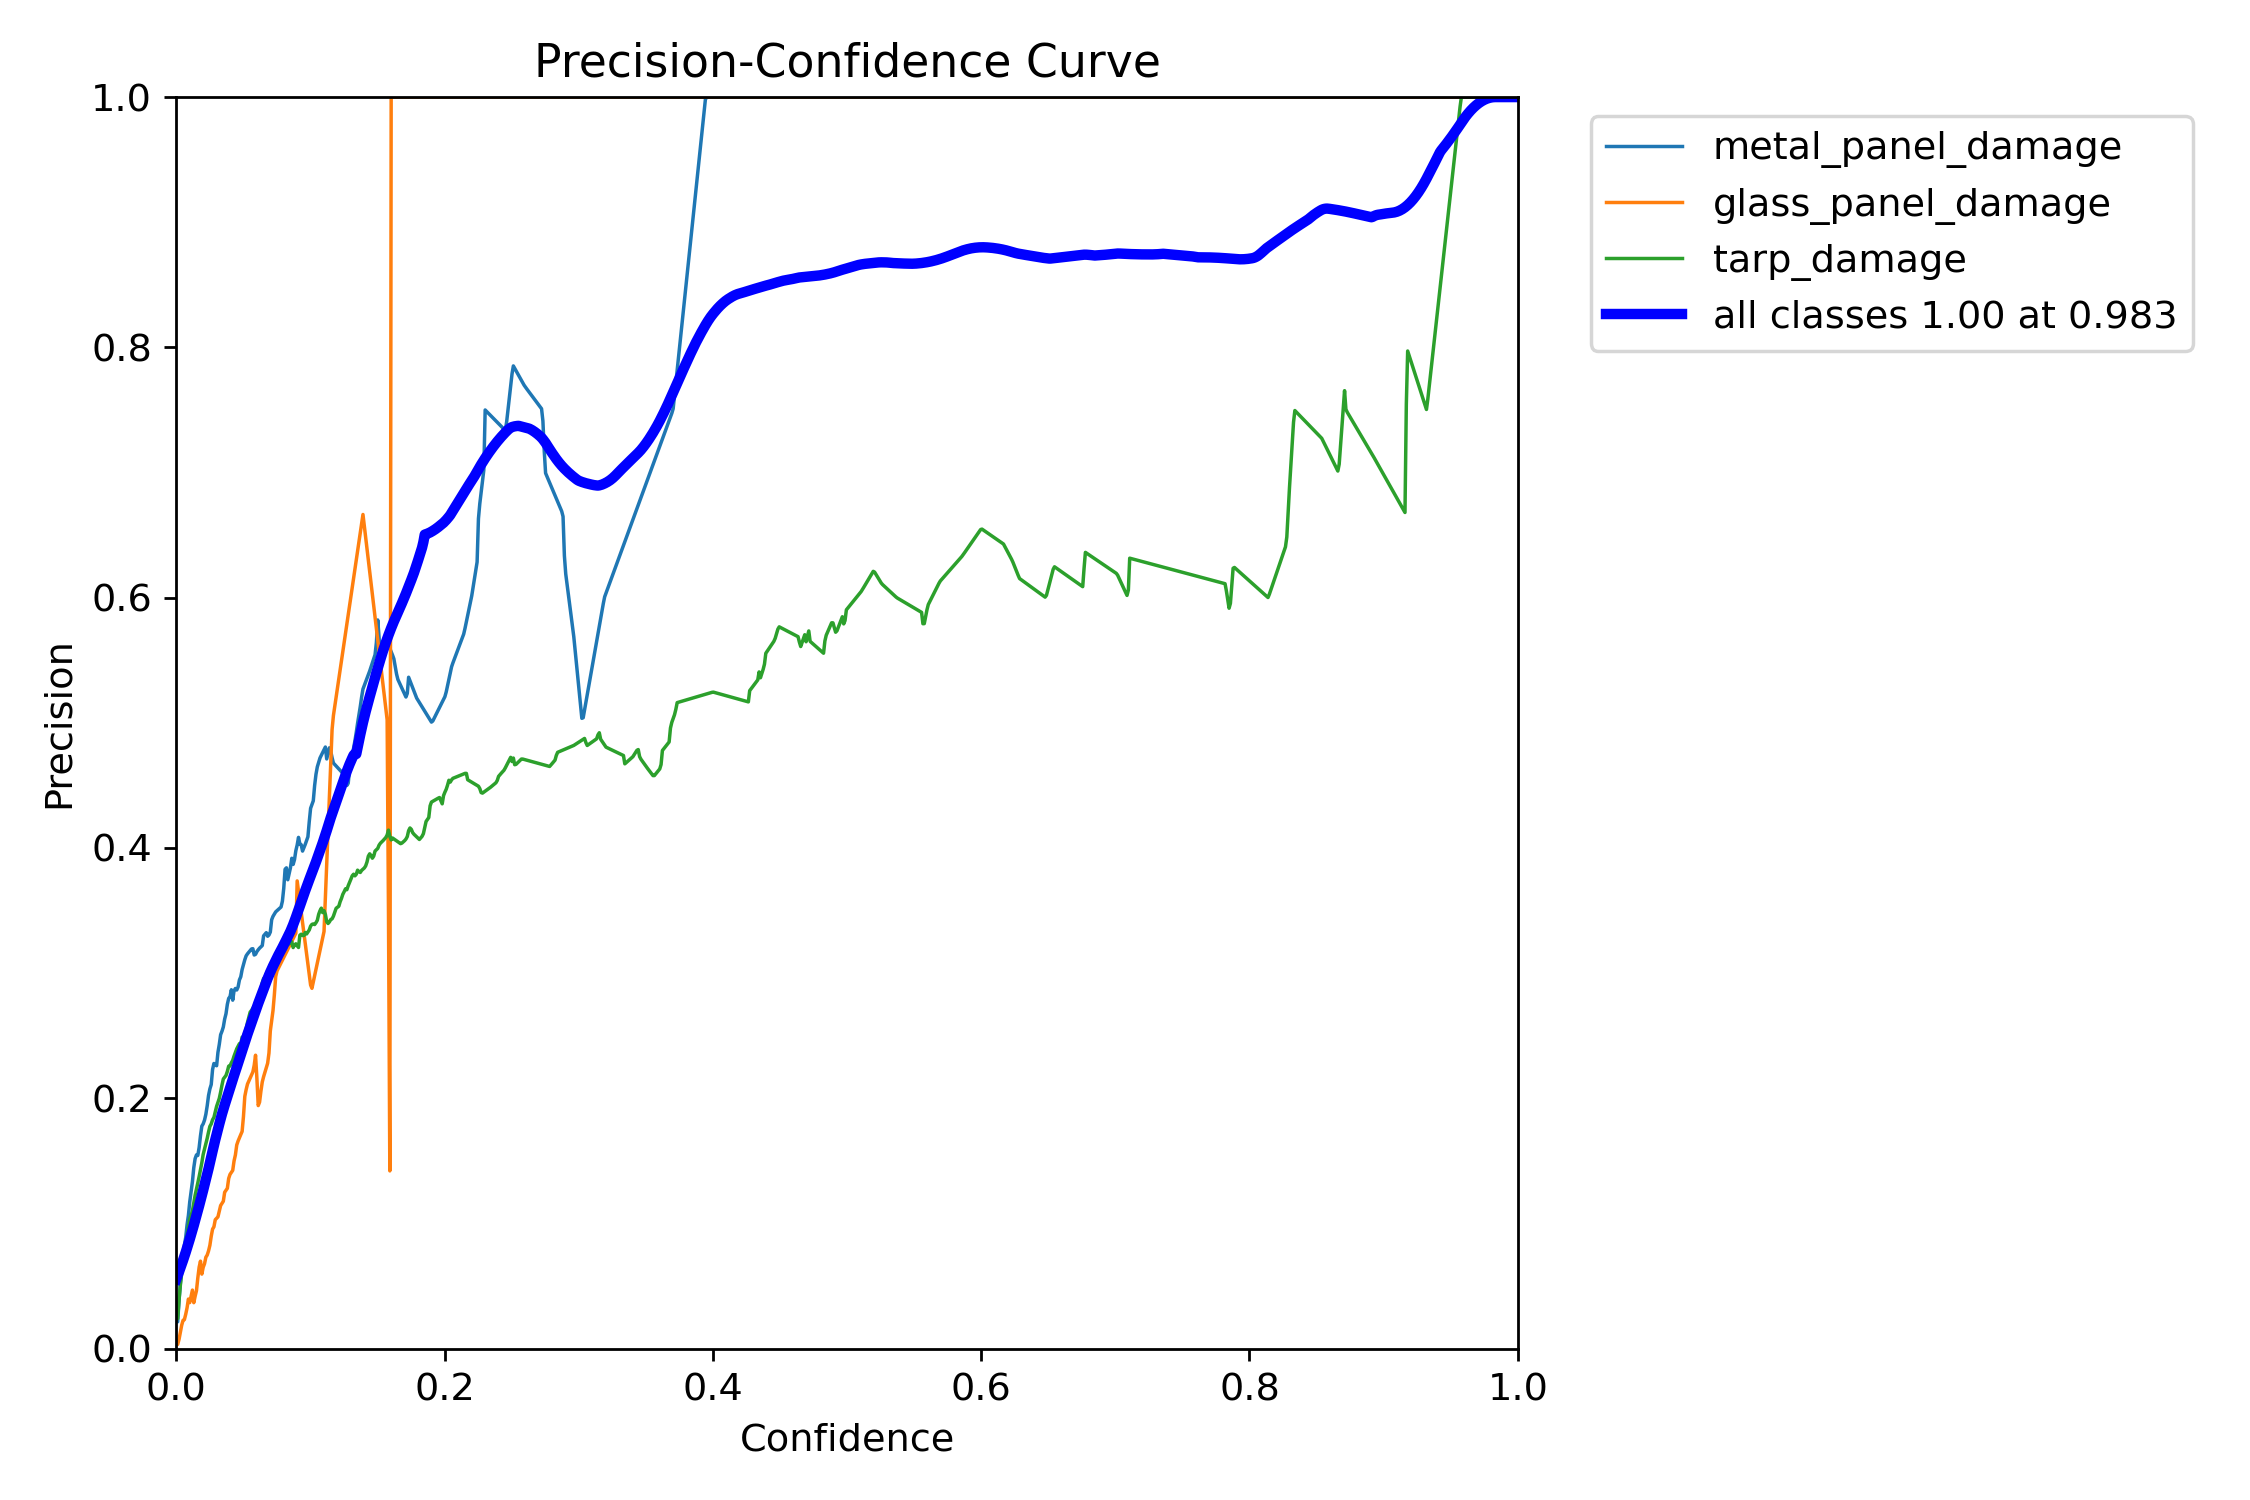 Precision-Confidence Curve
1.0
0.8
0.6
0.4
0.2
0.0
Precision
0.0 0.2 0.4 0.6 0.8 1.0
Confidence
metal_panel_damage
glass_panel_damage
tarp_damage
all classes 1.00 at 0.983